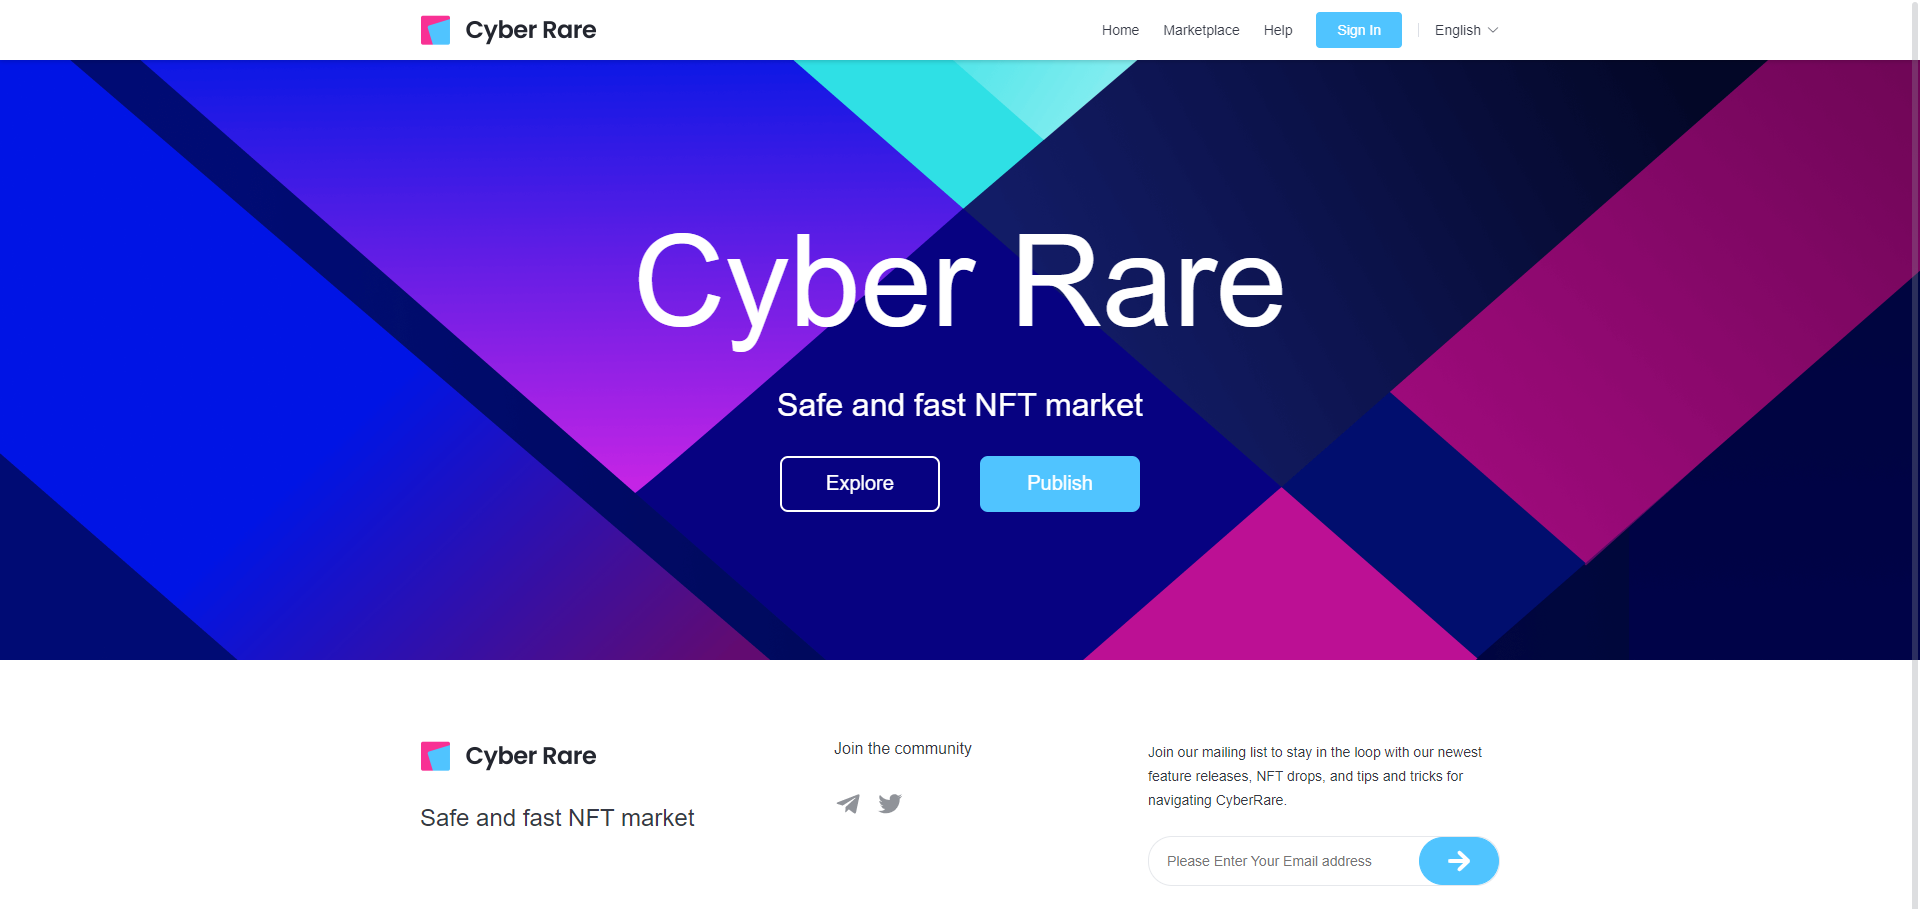 Cyber Rare
Home
Marketplace
Help
Sign In
English
Cyber Rare
Safe and fast NFT market
Explore
Publish
Cyber Rare
Safe and fast NFT market
Join the community
Join our mailing list to stay in the loop with our newest
feature releases, NFT drops, and tips and tricks for
navigating CyberRare.
Please Enter Your Email address